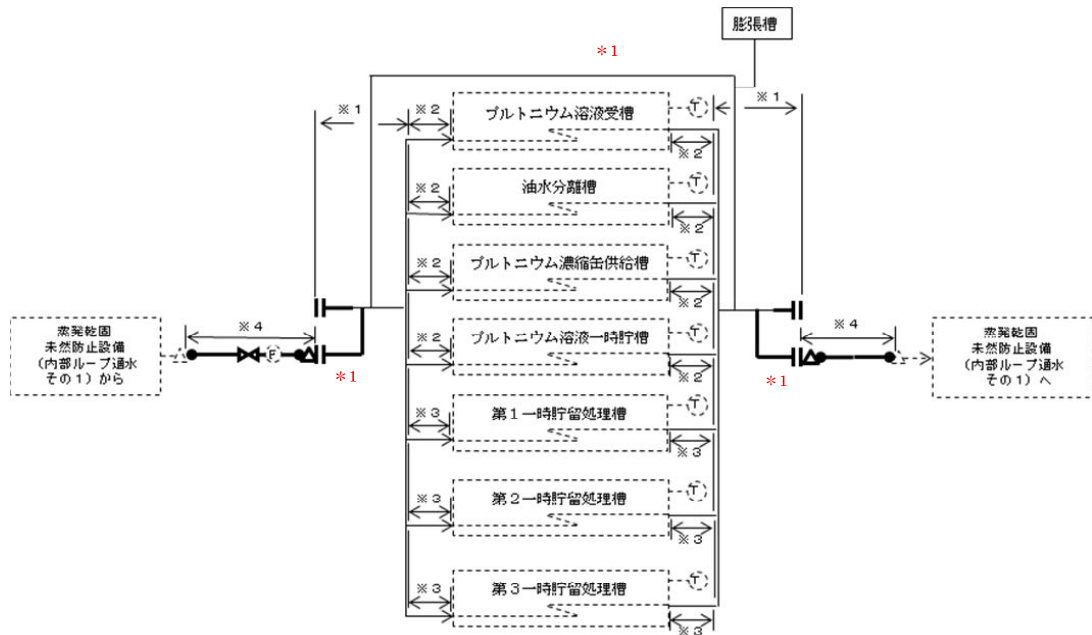 膨張槽
＊1
※1
※2
プルトニウム溶液受槽
T
※1
※2
※2
油水分離槽
T
※2
※2
プルトニウム濃縮缶供給槽
T
※2
蒸発乾固
未然防止設備
（内部ループ通水
その1）から
※4
F
＊1
※2
プルトニウム溶液一時貯槽
T
※2
＊1
※4
蒸発乾固
未然防止設備
（内部ループ通水
その1）へ
※3
第1一時貯留処理槽
T
※3
※3
第2一時貯留処理槽
T
※3
※3
第3一時貯留処理槽
T
※3